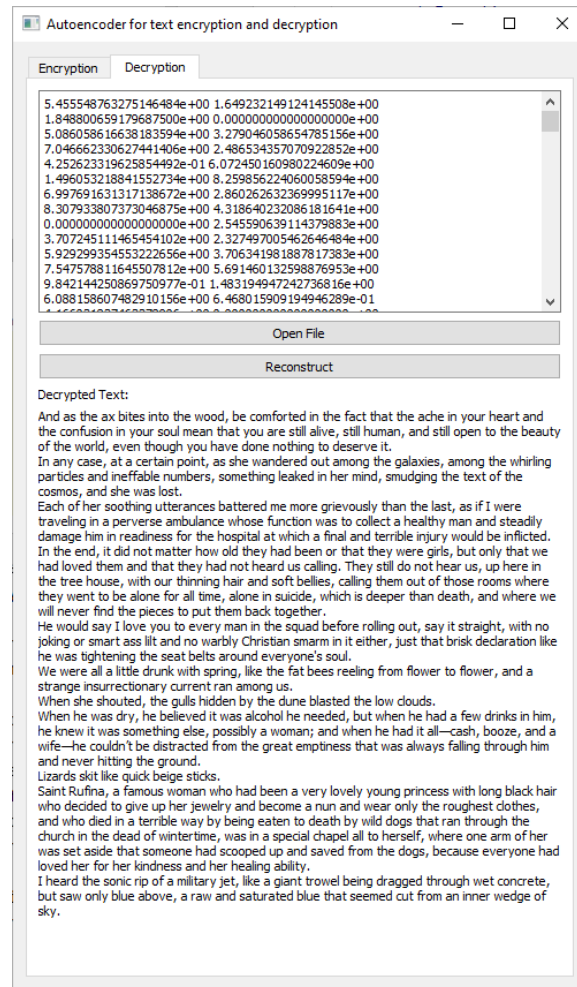 Autoencoder for text encryption and decryption
Encryption
Decryption
5.455548763275146484e+00 1.649232149124145508e+00
1.848800659179687500e+00 0.000000000000000000e+00
5.086058616638183594e+00 3.279046058654785156e+00
7.046662330627441406e+00 2.486534357070922852e+00
4.252623319625854492e-01 6.072450160980224609e+00
1.496053218841552734e+00 8.259856224060058594e+00
6.997691631317138672e+00 2.860262632369995117e+00
8.307933807373046875e+00 4.318640232086181641e+00
0.000000000000000000e+00 2.545590639114379883e+00
3.707245111465454102e+00 2.327497005462646484e+00
5.929299354553222656e+00 3.706341981887817383e+00
7.547578811645507812e+00 5.691460132598876953e+00
9.842144250869750977e-01 1.483194947242736816e+00
6.088158607482910156e+00 6.468015909194946289e-01
Open File
Reconstruct
Decrypted Text:
And as the ax bites into the wood, be comforted in the fact that the ache in your heart and
the confusion in your soul mean that you are still alive, still human, and still open to the beauty
of the world, even though you have done nothing to deserve it.
In any case, at a certain point, as she wandered out among the galaxies, among the whirling
particles and ineffable numbers, something leaked in her mind, smudging the text of the
cosmos, and she was lost.
Each of her soothing utterances battered me more grievously than the last, as if I were
traveling in a perverse ambulance whose function was to collect a healthy man and steadily
damage him in readiness for the hospital at which a final and terrible injury would be inflicted.
In the end, it did not matter how old they had been or that they were girls, but only that we
had loved them and that they had not heard us calling. They still do not hear us, up here in
the tree house, with our thinning hair and soft bellies, calling them out of those rooms where
they went to be alone for all time, alone in suicide, which is deeper than death, and where we
will never find the pieces to put them back together.
He would say I love you to every man in the squad before rolling out, say it straight, with no
joking or smart ass lilt and no warbly Christian smarm in it either, just that brisk declaration like
he was tightening the seat belts around everyone's soul.
We were all a little drunk with spring, like the fat bees reeling from flower to flower, and a
strange insurrectionary current ran among us.
When she shouted, the gulls hidden by the dune blasted the low clouds.
When he was dry, he believed it was alcohol he needed, but when he had a few drinks in him,
he knew it was something else, possibly a woman; and when he had it all—cash, booze, and a
wife—he couldn’t be distracted from the great emptiness that was always falling through him
and never hitting the ground.
Lizards skit like quick beige sticks.
Saint Rufina, a famous woman who had been a very lovely young princess with long black hair
who decided to give up her jewelry and become a nun and wear only the roughest clothes,
and who died in a terrible way by being eaten to death by wild dogs that ran through the
church in the dead of wintertime, was in a special chapel all to herself, where one arm of her
was set aside that someone had scooped up and saved from the dogs, because everyone had
loved her for her kindness and her healing ability.
I heard the sonic rip of a military jet, like a giant trowel being dragged through wet concrete,
but saw only blue above, a raw and saturated blue that seemed cut from an inner wedge of
sky.